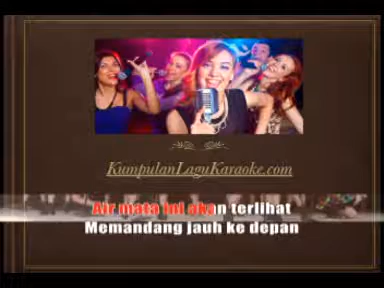 KumpulanLaguKaraoke.com
Air mata ini akan terlihat
Memandang jauh ke depan